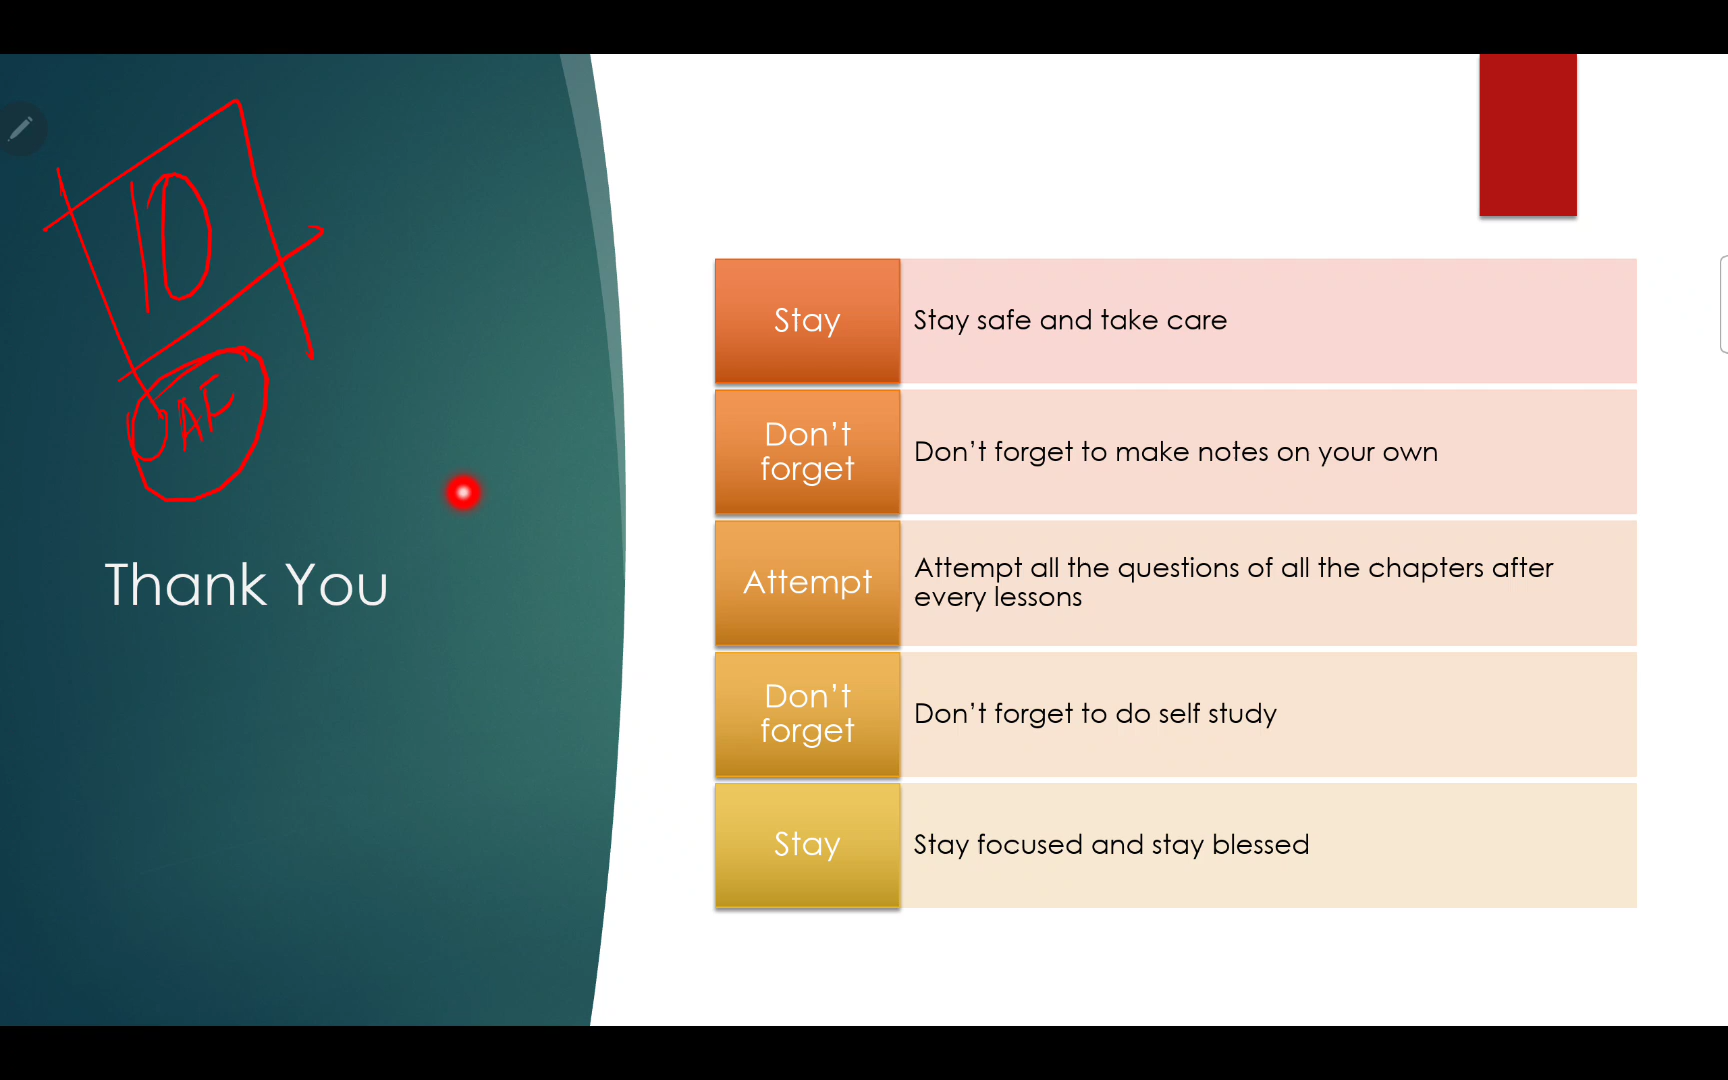 10
OAF
Thank You
Stay
Stay safe and take care
Don’t
forget
Don’t forget to make notes on your own
Attempt
Attempt all the questions of all the chapters after
every lessons
Don’t
forget
Don’t forget to do self study
Stay
Stay focused and stay blessed